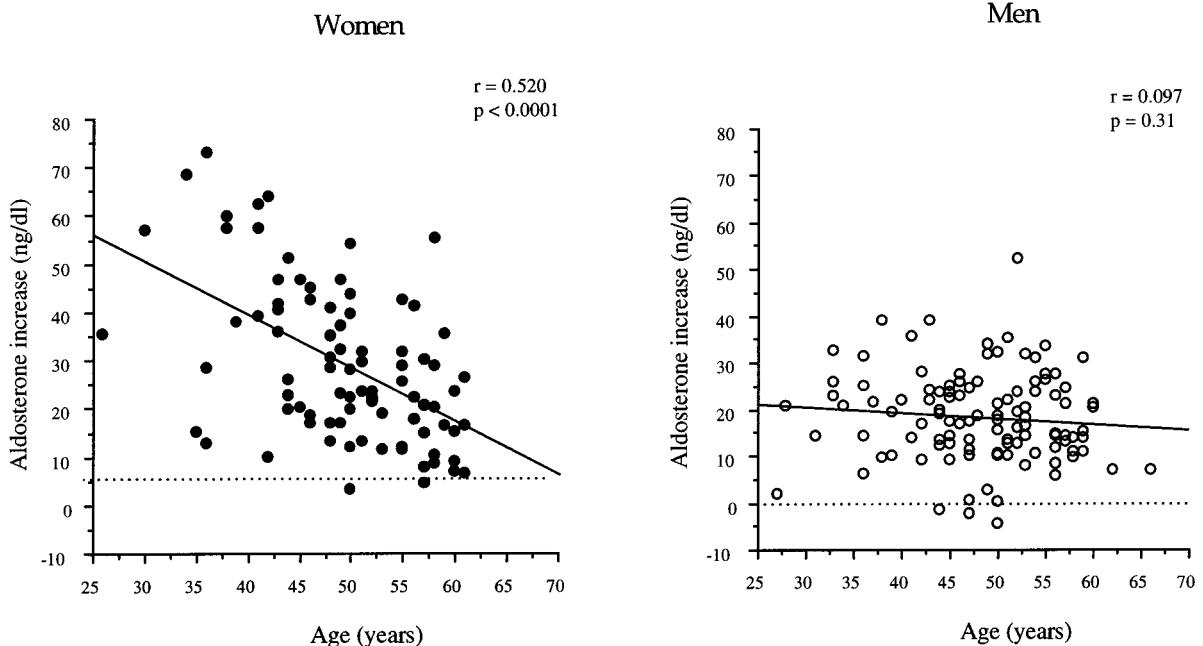 Women
r = 0.520
p < 0.0001
Aldosterone increase (ng/dl)
80
70
60
50
40
30
20
10
0
-10
25 30 35 40 45 50 55 60 65 70
Age (years)
Men
r = 0.097
p = 0.31
Aldosterone increase (ng/dl)
80
70
60
50
40
30
20
10
0
-10
25 30 35 40 45 50 55 60 65 70
Age (years)